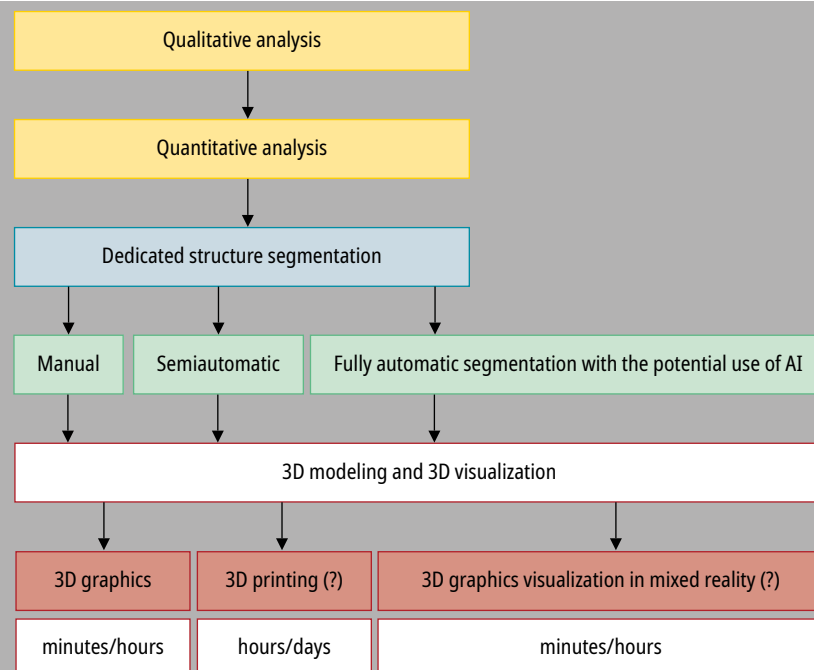 Qualitative analysis
Quantitative analysis
Dedicated structure segmentation
Manual
Semiautomatic
Fully automatic segmentation with the potential use of AI
3D modeling and 3D visualization
3D graphics
3D printing (?)
3D graphics visualization in mixed reality (?)
minutes/hours
hours/days
minutes/hours